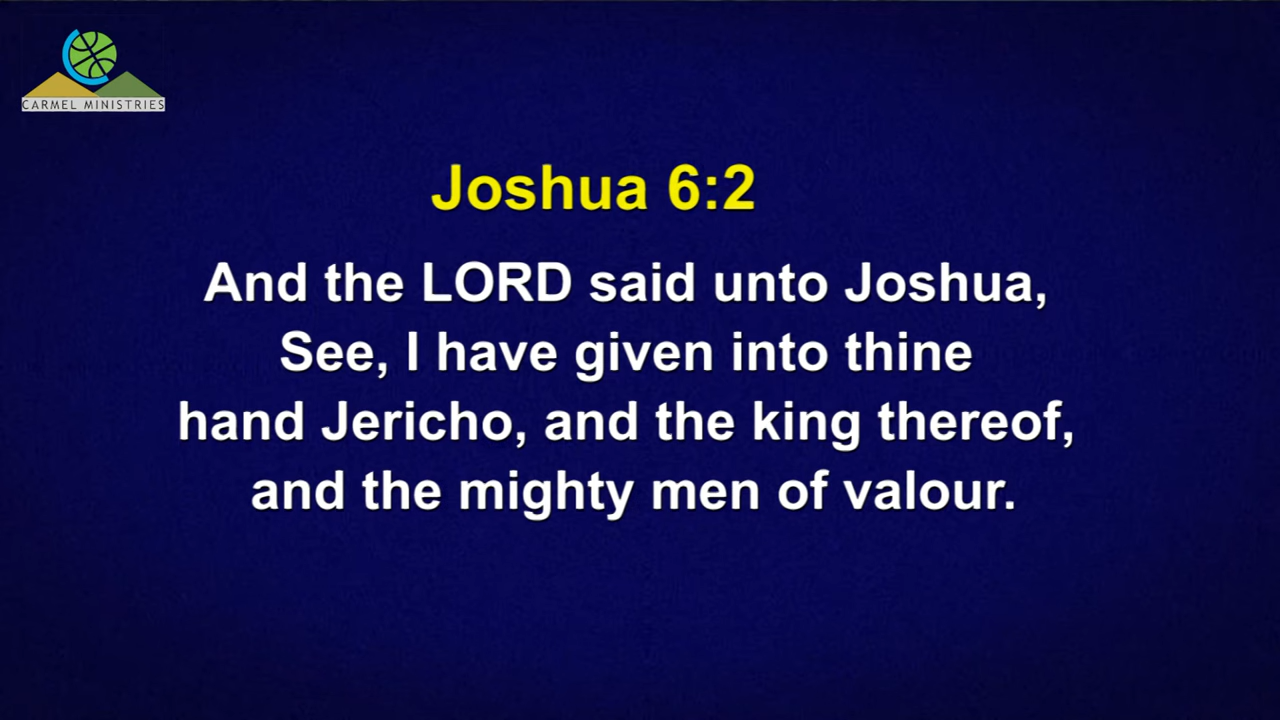 CARMEL MINISTRIES
Joshua 6:2
And the LORD said unto Joshua,
See, I have given into thine
hand Jericho, and the king thereof,
and the mighty men of valour.